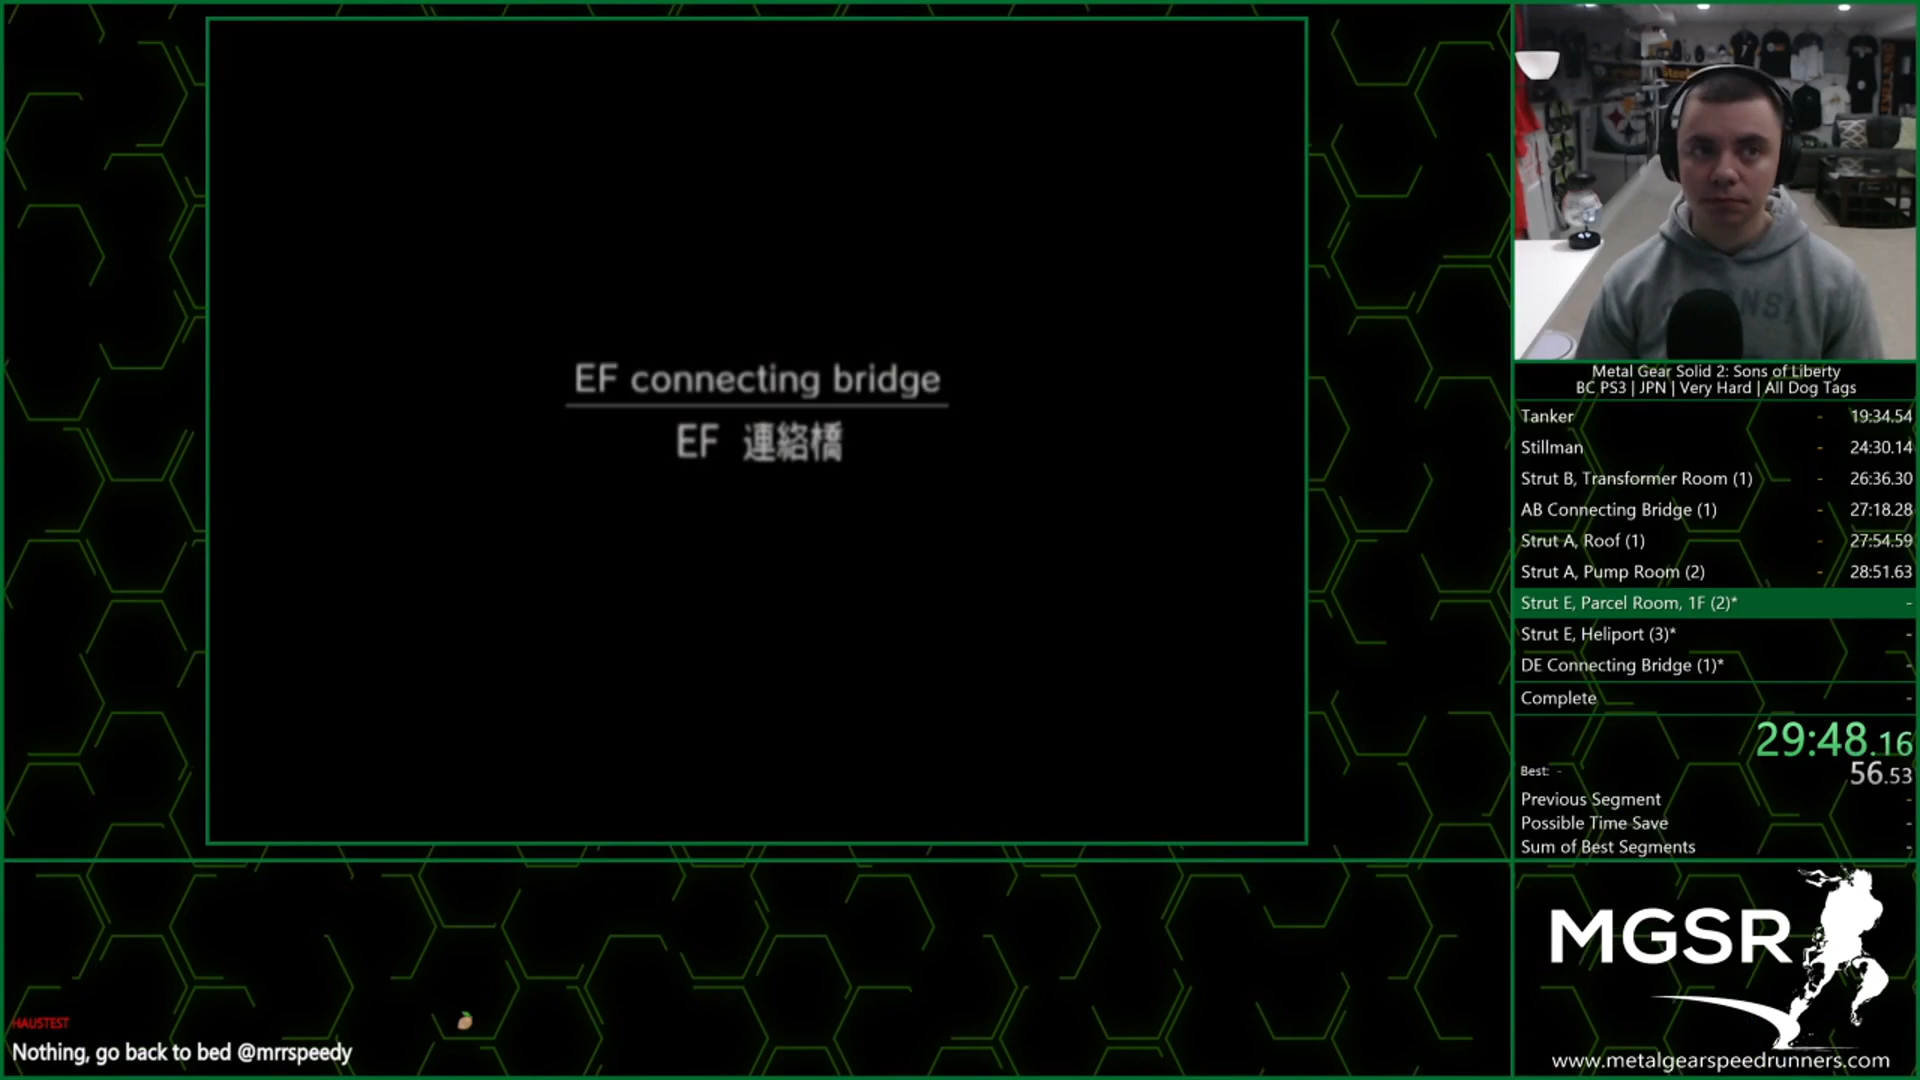 EF connecting bridge
EF 連絡橋
Metal Gear Solid 2: Sons of Liberty
BC PS3 | JPN | Very Hard | All Dog Tags
Tanker - 19:34.54
Stillman - 24:30.14
Strut B, Transformer Room (1) - 26:36.30
AB Connecting Bridge (1) - 27:18.28
Strut A, Roof (1) - 27:54.59
Strut A, Pump Room (2) - 28:51.63
Strut E, Parcel Room, 1F (2)* -
Strut E, Heliport (3)* -
DE Connecting Bridge (1)* -
Complete -
29:48.16
Best: - 56.53
Previous Segment -
Possible Time Save -
Sum of Best Segments -
MGSR
www.metalgearspeedrunners.com
HAUSTEST
Nothing, go back to bed @mrrspeedy